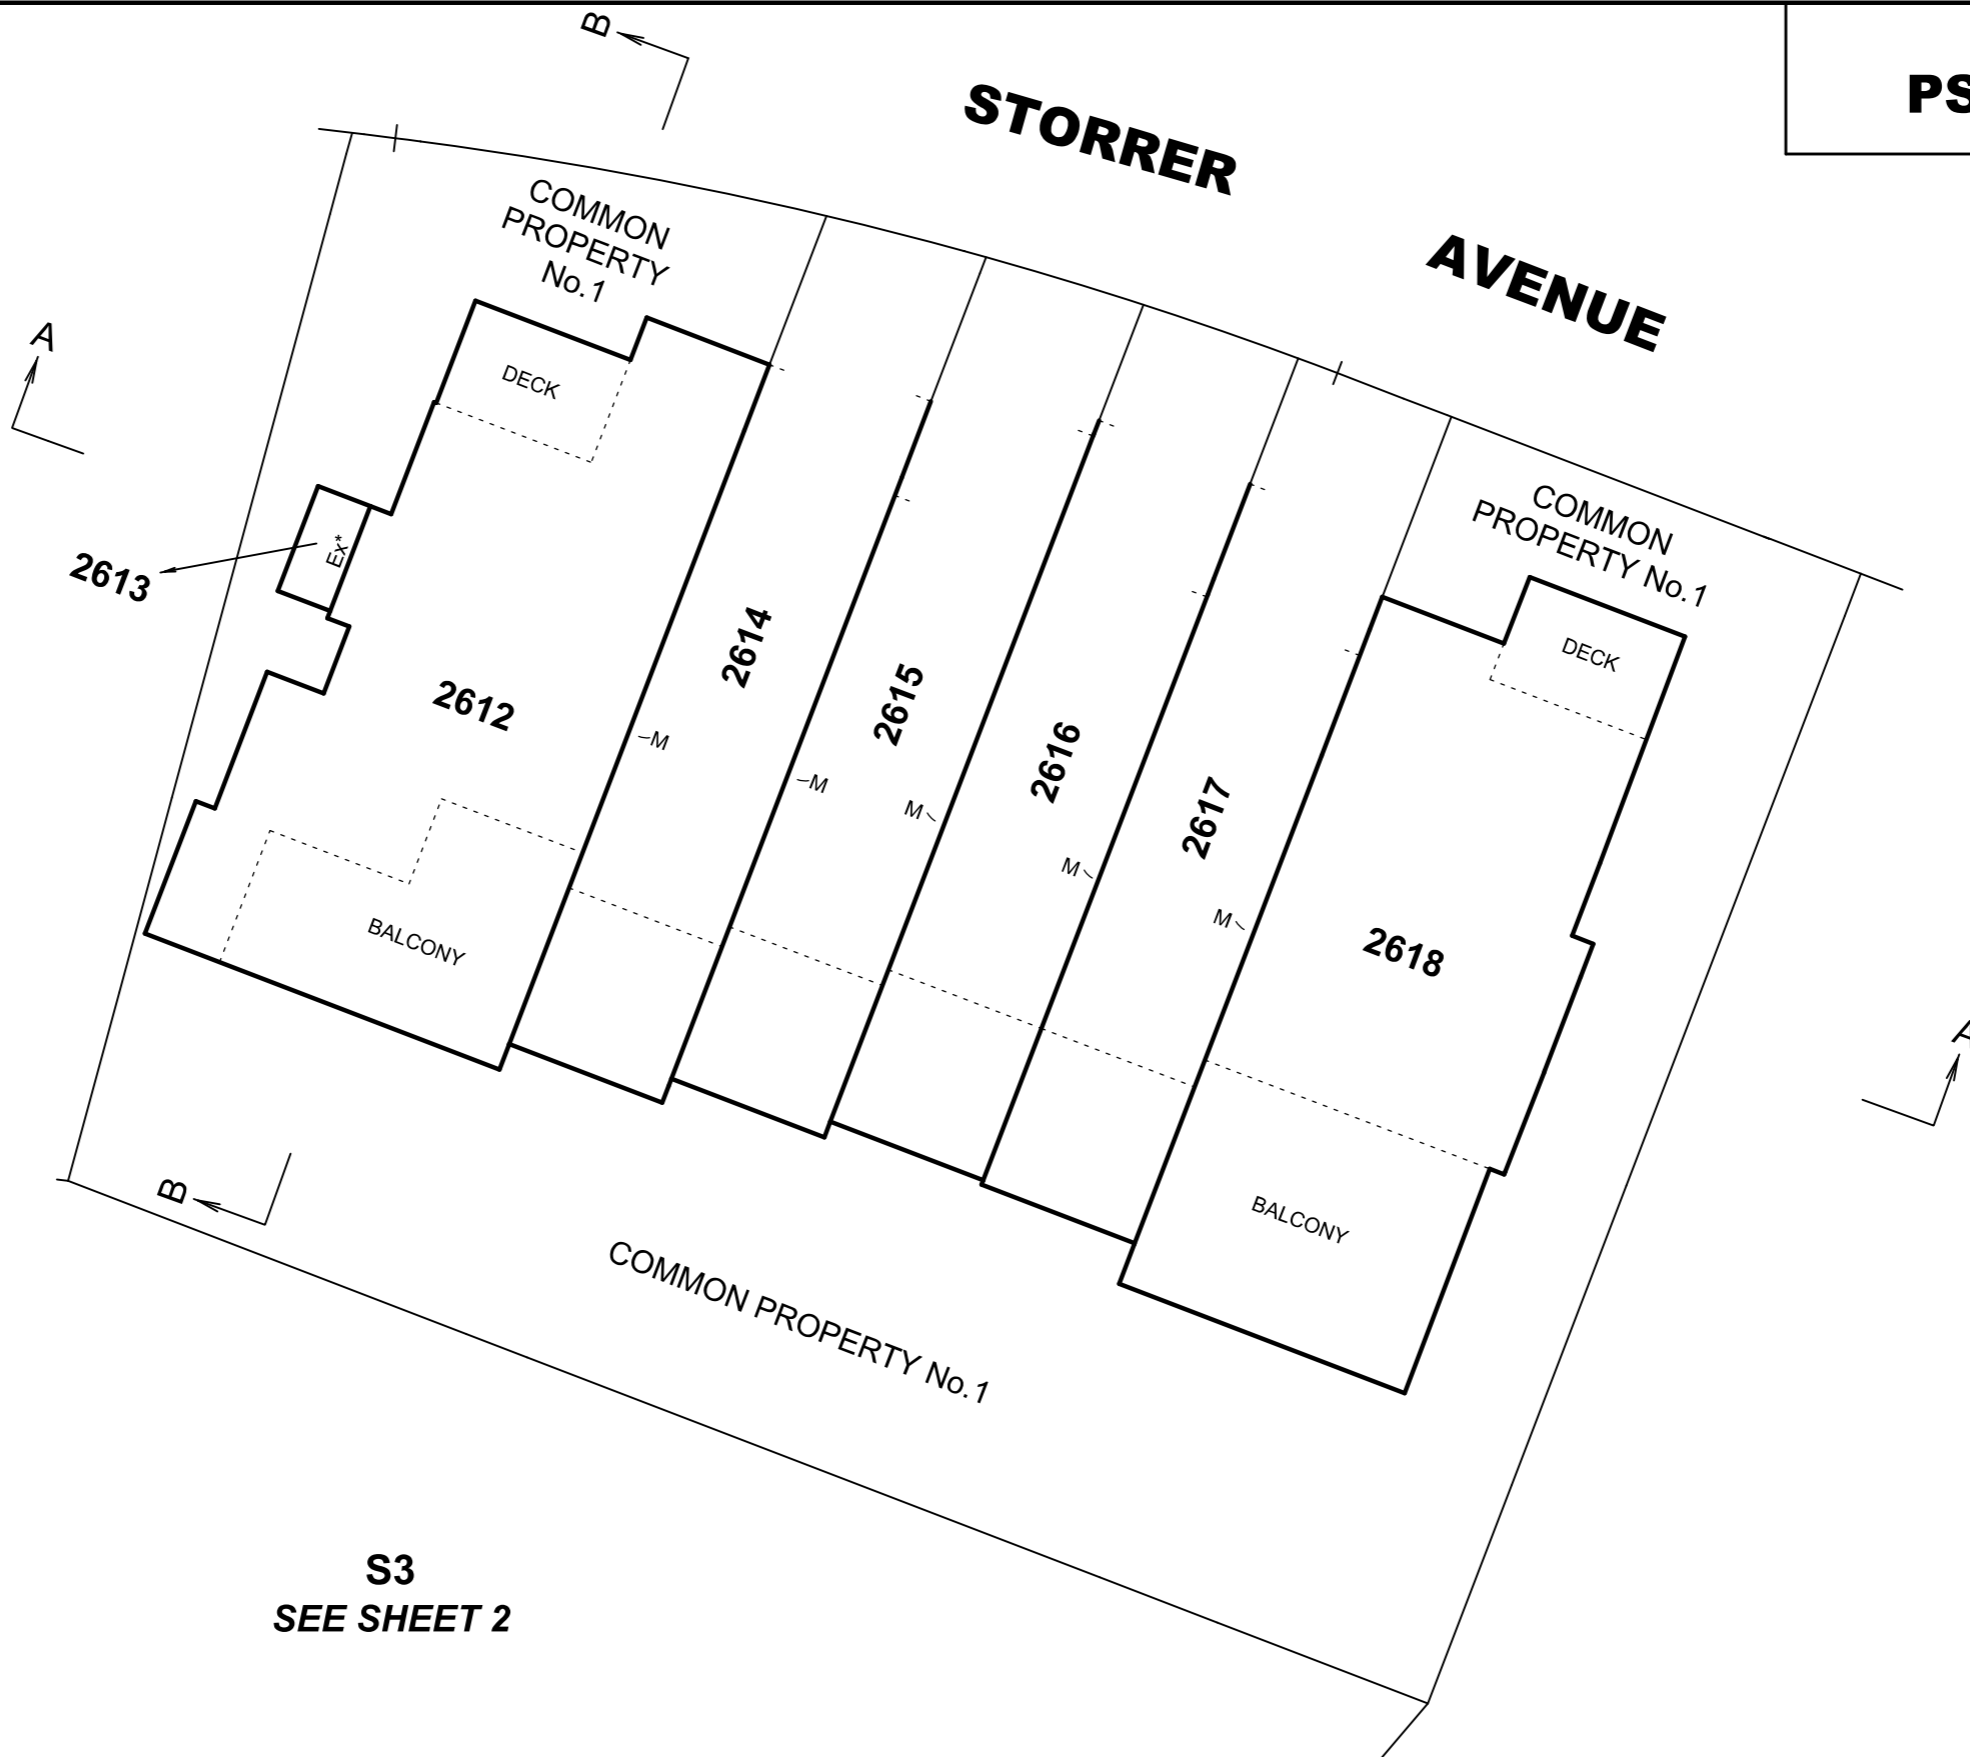 B
STORRER
PS
COMMON
PROPERTY
No. 1
AVENUE
A
DECK
COMMON
PROPERTY No. 1
Ex*
2613
2614
DECK
2615
2612
2616
M
2617
M
M
M
M
BALCONY
2618
A
B
BALCONY
COMMON PROPERTY No. 1
S3
SEE SHEET 2